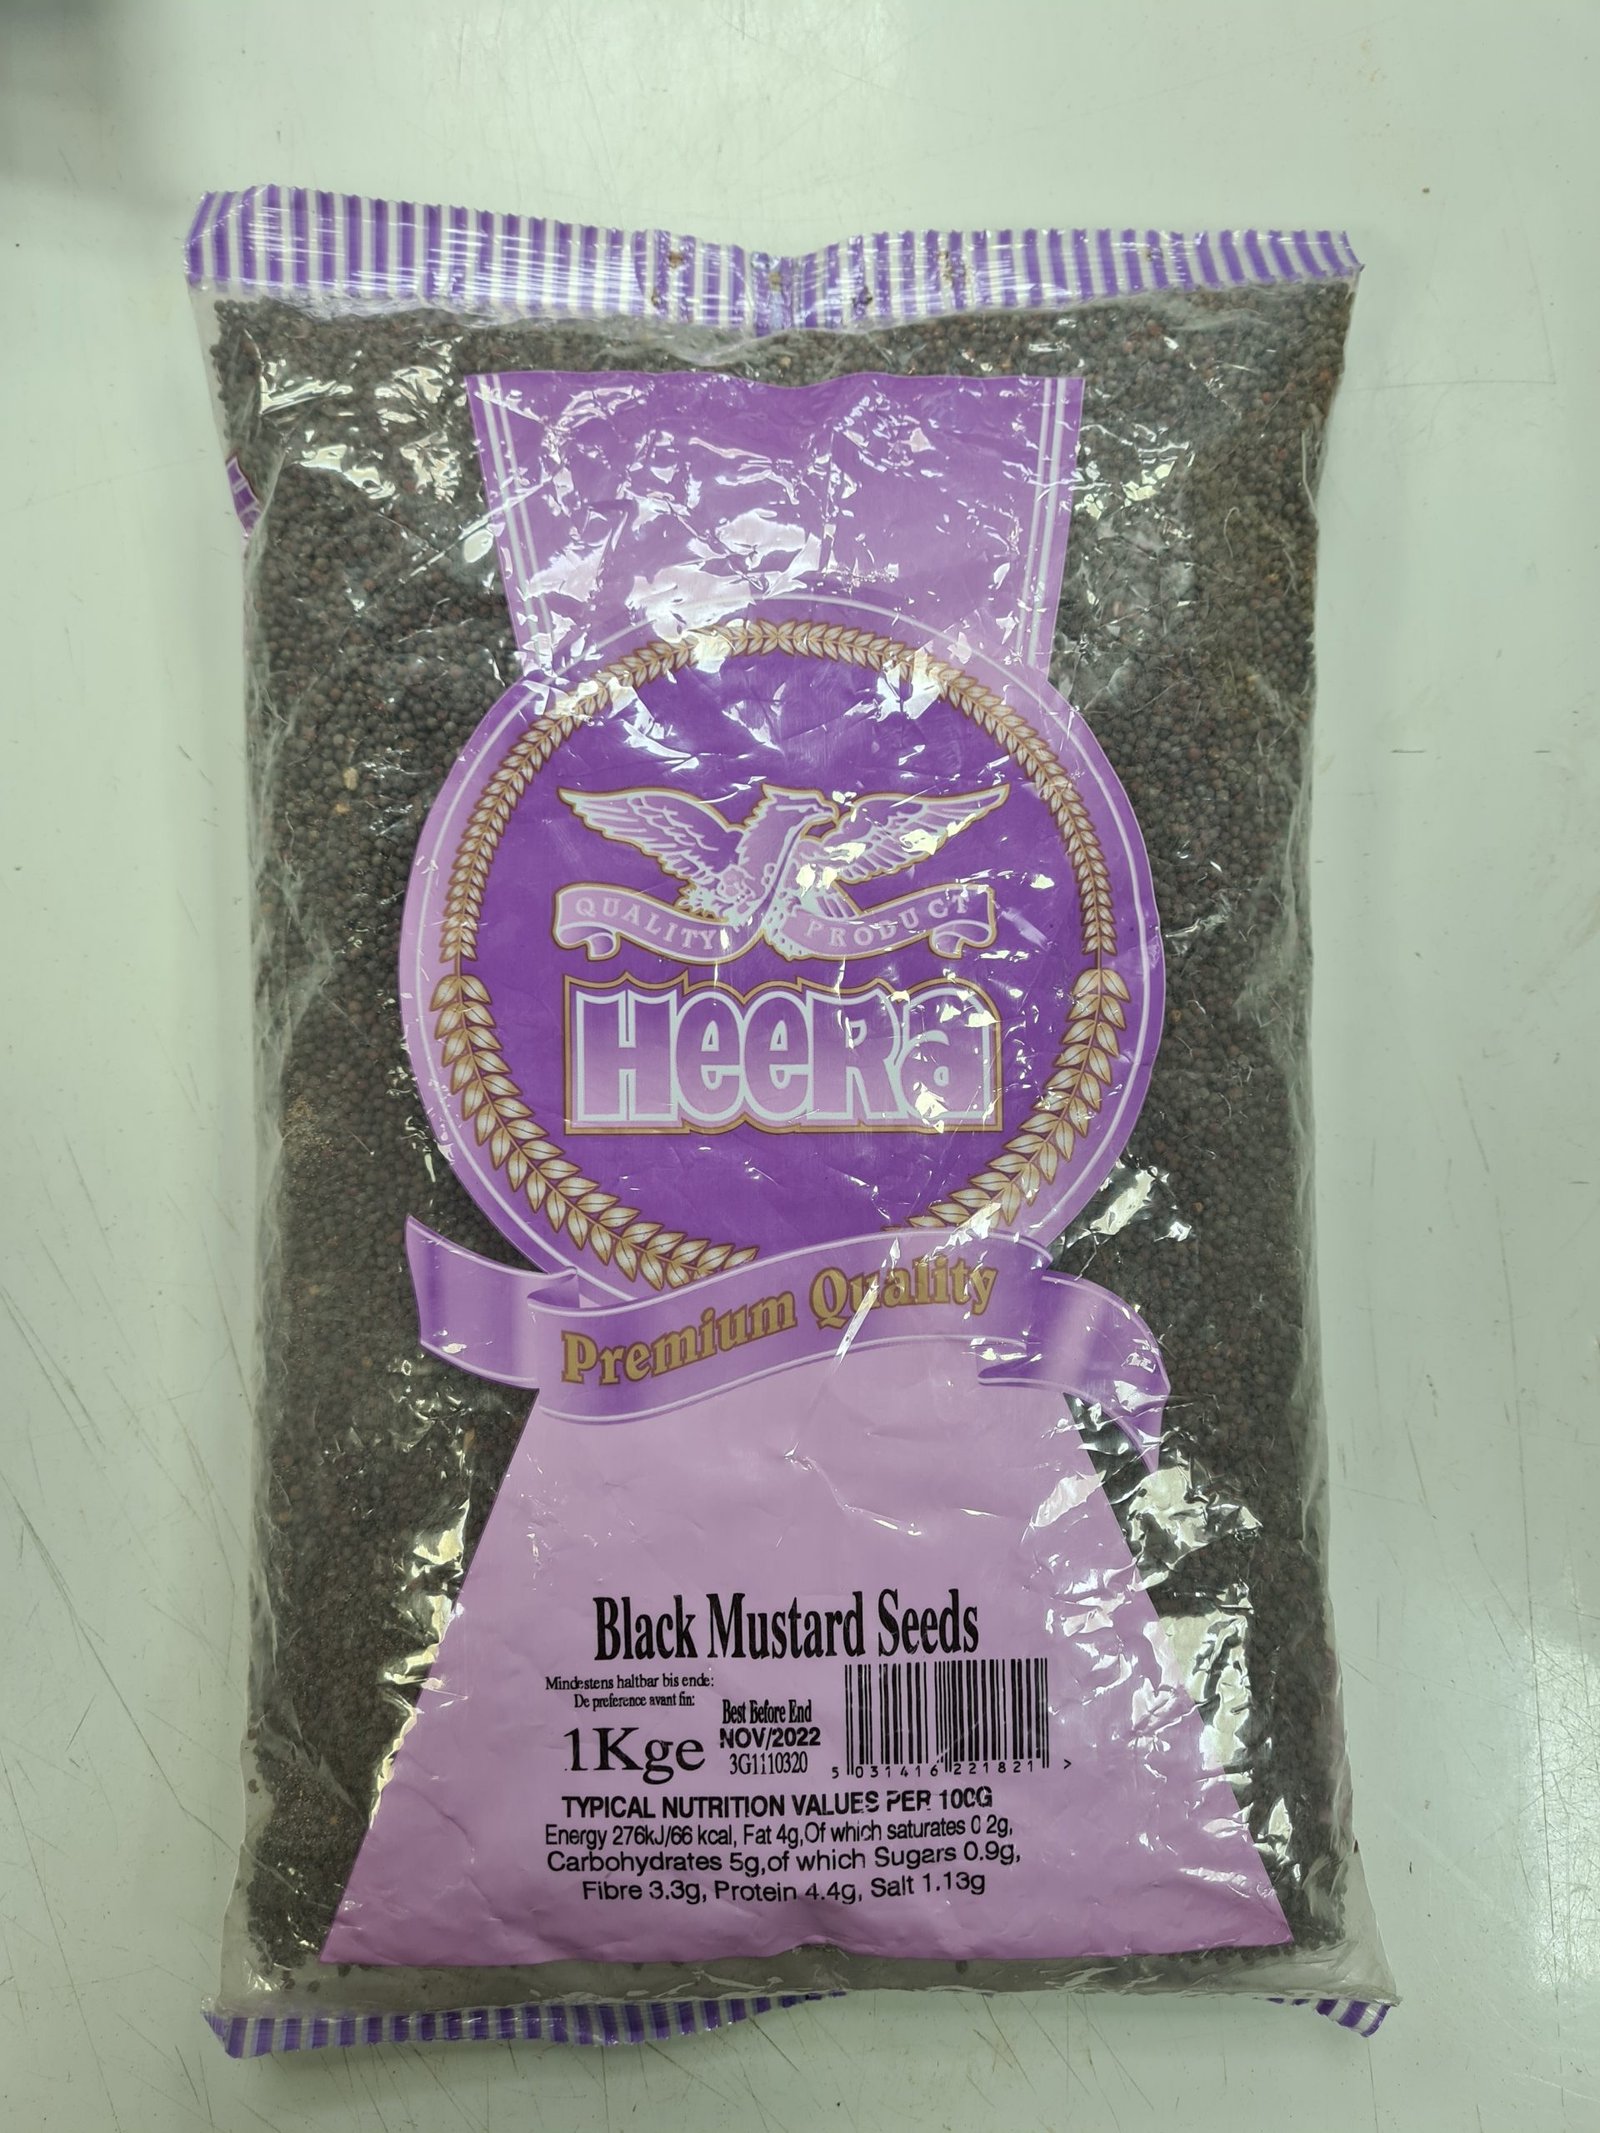 QUALITY PRODUCT
HeeRa
Premium Quality
Black Mustard Seeds
Mindestens haltbar bis ende:
De preference avant fin:
Best Before End
1Kge
NOV/2022
3G1110320
5 031416 221821 >
TYPICAL NUTRITION VALUES PER 100G
Energy 276kJ/66 kcal, Fat 4g,Of which saturates 0 2g,
Carbohydrates 5g,of which Sugars 0.9g,
Fibre 3.3g, Protein 4.4g, Salt 1.13g